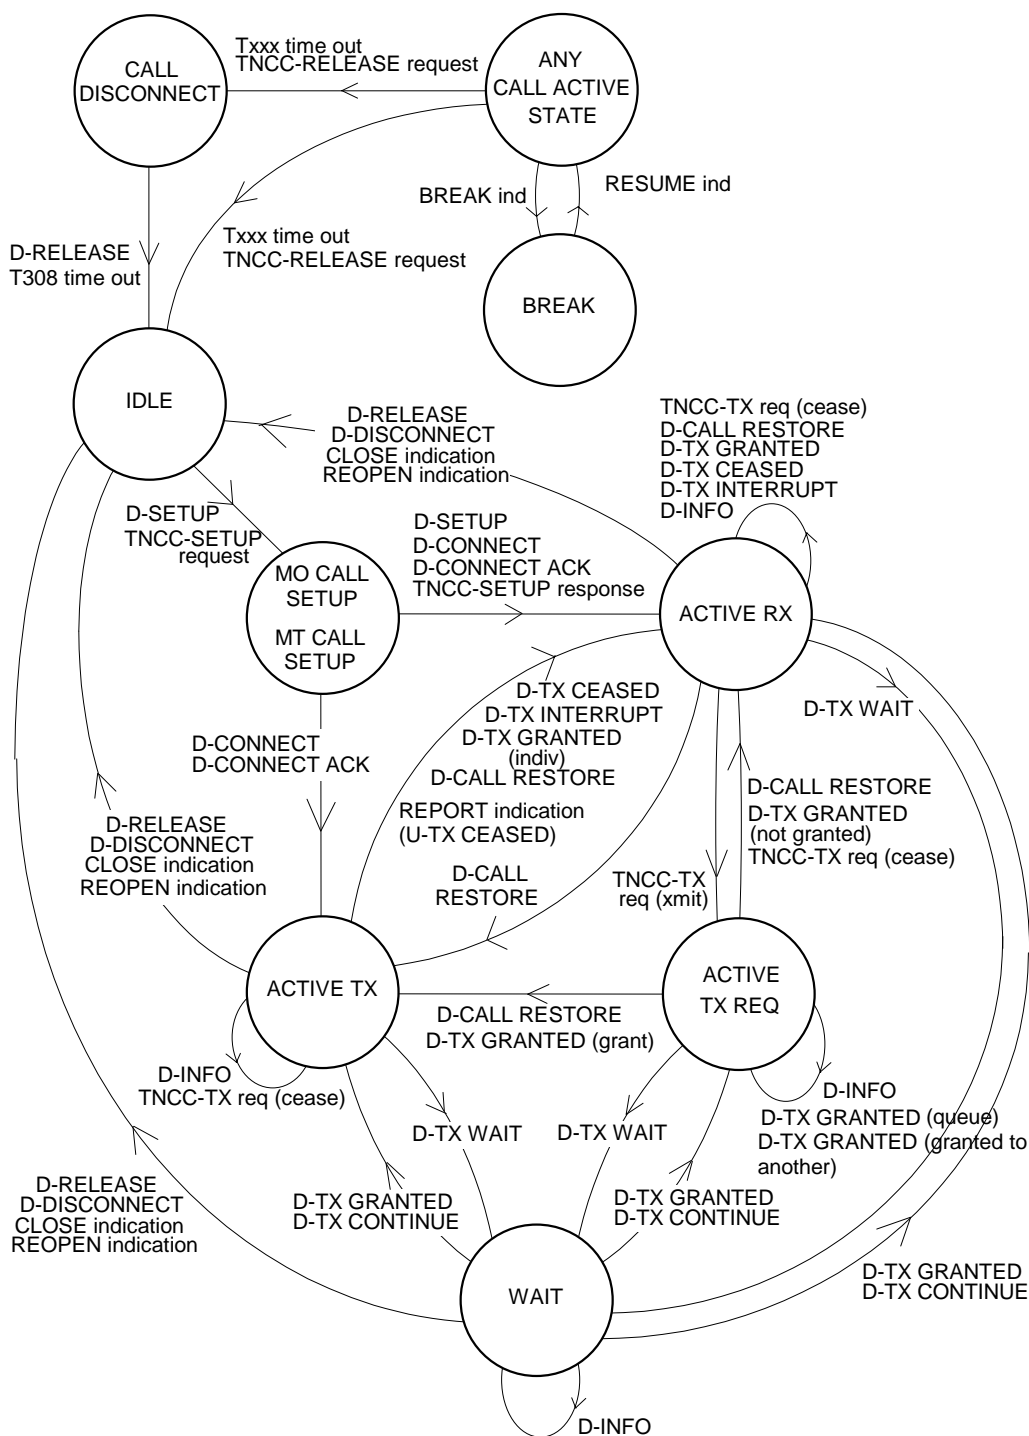 CALL
DISCONNECT
Txxx time out
TNCC-RELEASE request
ANY
CALL ACTIVE
STATE
BREAK ind
RESUME ind
D-RELEASE
T308 time out
Txxx time out
TNCC-RELEASE request
BREAK
IDLE
D-RELEASE
D-DISCONNECT
CLOSE indication
REOPEN indication
TNCC-TX req (cease)
D-CALL RESTORE
D-TX GRANTED
D-TX CEASED
D-TX INTERRUPT
D-INFO
D-SETUP
TNCC-SETUP
request
D-SETUP
D-CONNECT
D-CONNECT ACK
TNCC-SETUP response
MO CALL
SETUP
MT CALL
SETUP
ACTIVE RX
D-TX CEASED
D-TX INTERRUPT
D-TX GRANTED
(indiv)
D-CALL RESTORE
REPORT indication
(U-TX CEASED)
D-TX WAIT
D-CONNECT
D-CONNECT ACK
D-CALL RESTORE
D-TX GRANTED
(not granted)
TNCC-TX req (cease)
D-RELEASE
D-DISCONNECT
CLOSE indication
REOPEN indication
D-CALL
RESTORE
TNCC-TX
req (xmit)
ACTIVE TX
ACTIVE
TX REQ
D-CALL RESTORE
D-TX GRANTED (grant)
D-INFO
TNCC-TX req (cease)
D-INFO
D-TX GRANTED (queue)
D-TX GRANTED (granted to
another)
D-TX WAIT
D-TX WAIT
D-RELEASE
D-DISCONNECT
CLOSE indication
REOPEN indication
D-TX GRANTED
D-TX CONTINUE
D-TX GRANTED
D-TX CONTINUE
D-TX GRANTED
D-TX CONTINUE
WAIT
D-INFO